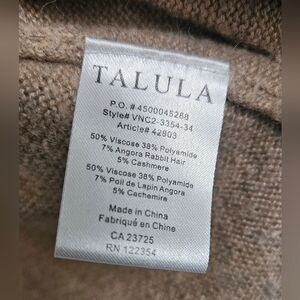 TALULA
P.O. # 4500045288
Style# VNC2-3354-34
Article# 42803
50% Viscose 38% Polyamide
7% Angora Rabbit Hair
5% Cashmere
50% Viscose 38% Polyamide
7% Poil de Lapin Angora
5% Cachemire
Made in China
Fabriqué en Chine
CA 23725
RN 122354